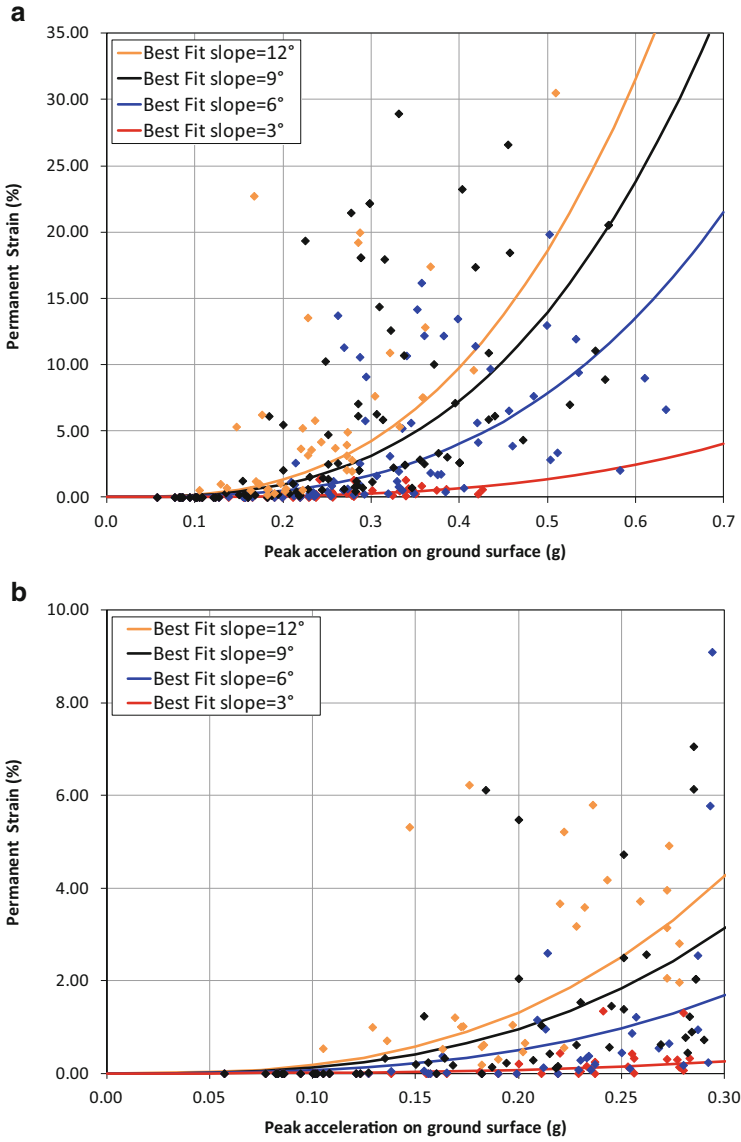 a
35.00
30.00
25.00
20.00
15.00
10.00
5.00
0.00
Permanent Strain (%)
Best Fit slope=12°
Best Fit slope=9°
Best Fit slope=6°
Best Fit slope=3°
0.0 0.1 0.2 0.3 0.4 0.5 0.6 0.7
Peak acceleration on ground surface (g)
b
10.00
8.00
6.00
4.00
2.00
0.00
Permanent Strain (%)
Best Fit slope=12°
Best Fit slope=9°
Best Fit slope=6°
Best Fit slope=3°
0.00 0.05 0.10 0.15 0.20 0.25 0.30
Peak acceleration on ground surface (g)